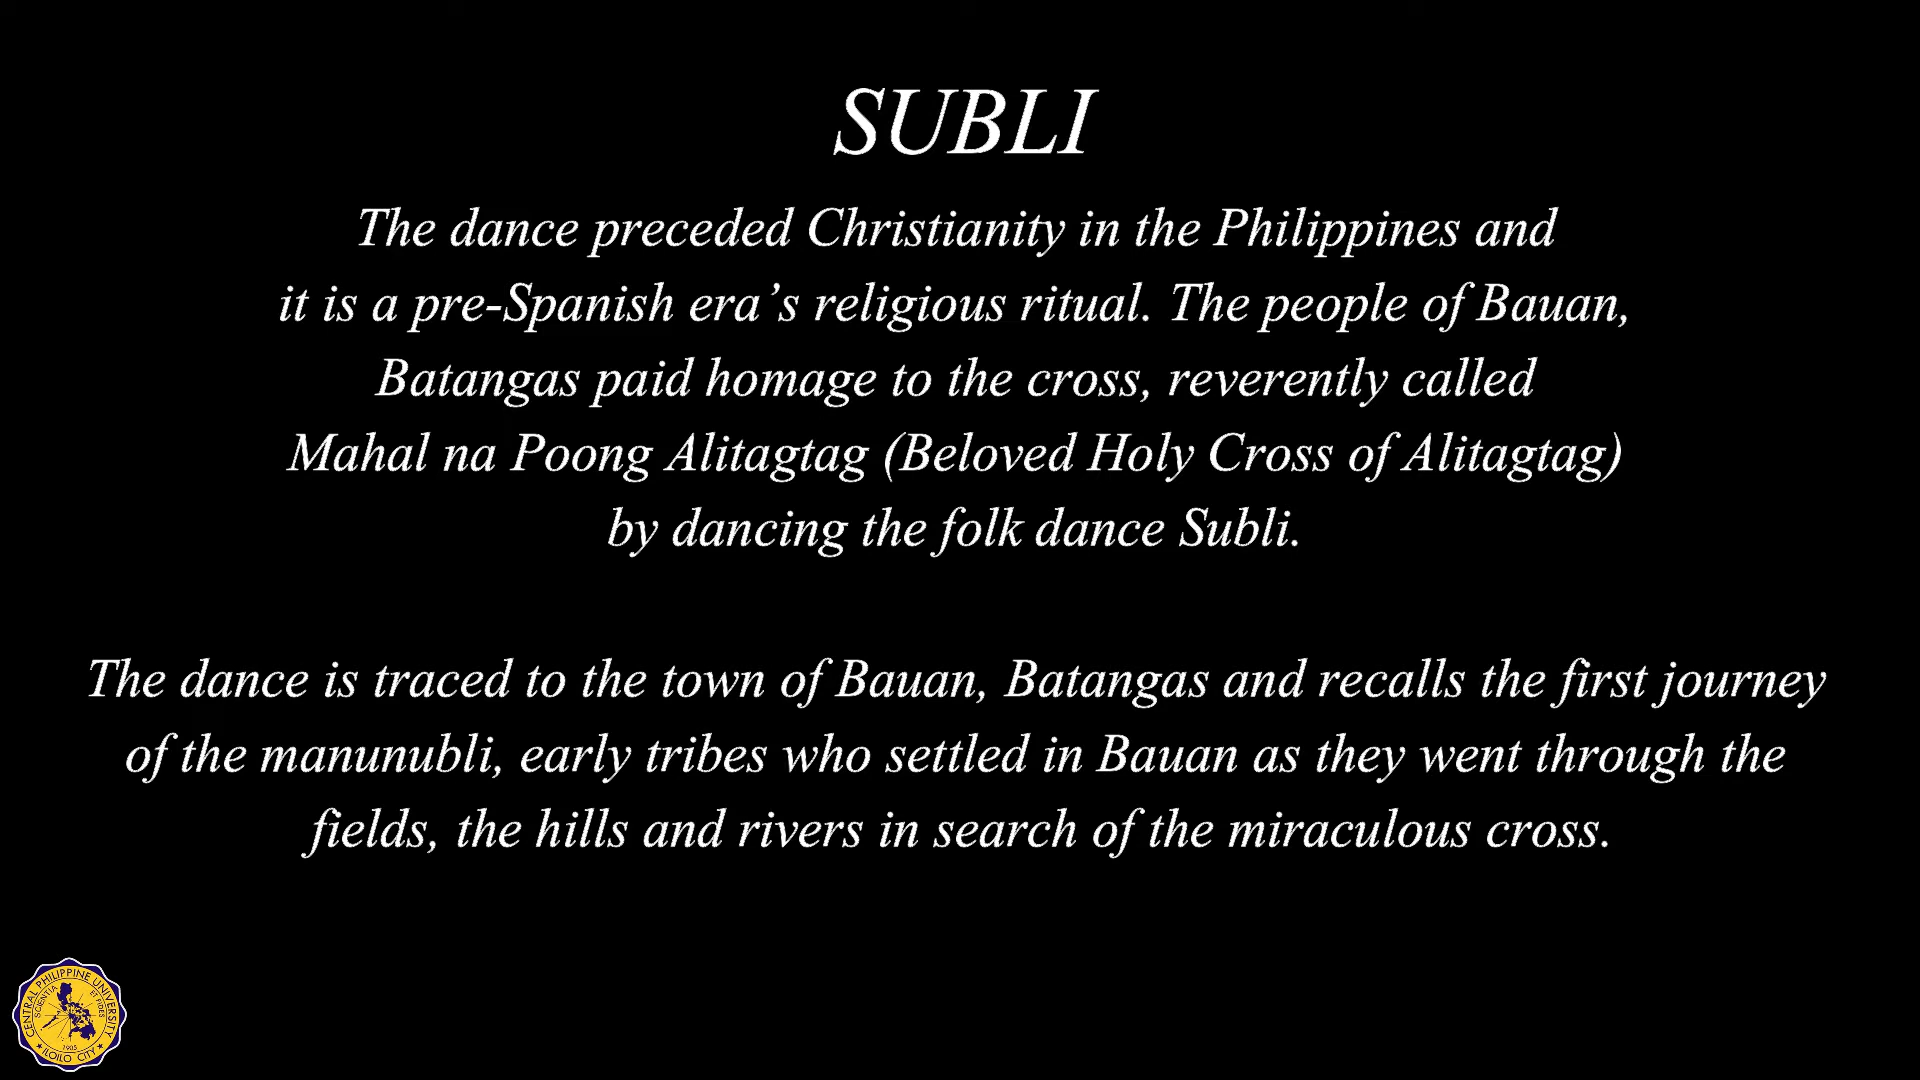 SUBLI
The dance preceded Christianity in the Philippines and
it is a pre-Spanish era’s religious ritual. The people of Bauan,
Batangas paid homage to the cross, reverently called
Mahal na Poong Alitagtag (Beloved Holy Cross of Alitagtag)
by dancing the folk dance Subli.
The dance is traced to the town of Bauan, Batangas and recalls the first journey
of the manunubli, early tribes who settled in Bauan as they went through the
fields, the hills and rivers in search of the miraculous cross.
CENTRAL PHILIPPINE UNIVERSITY
SCIENTIA ET FIDES
1905
ILOILO CITY